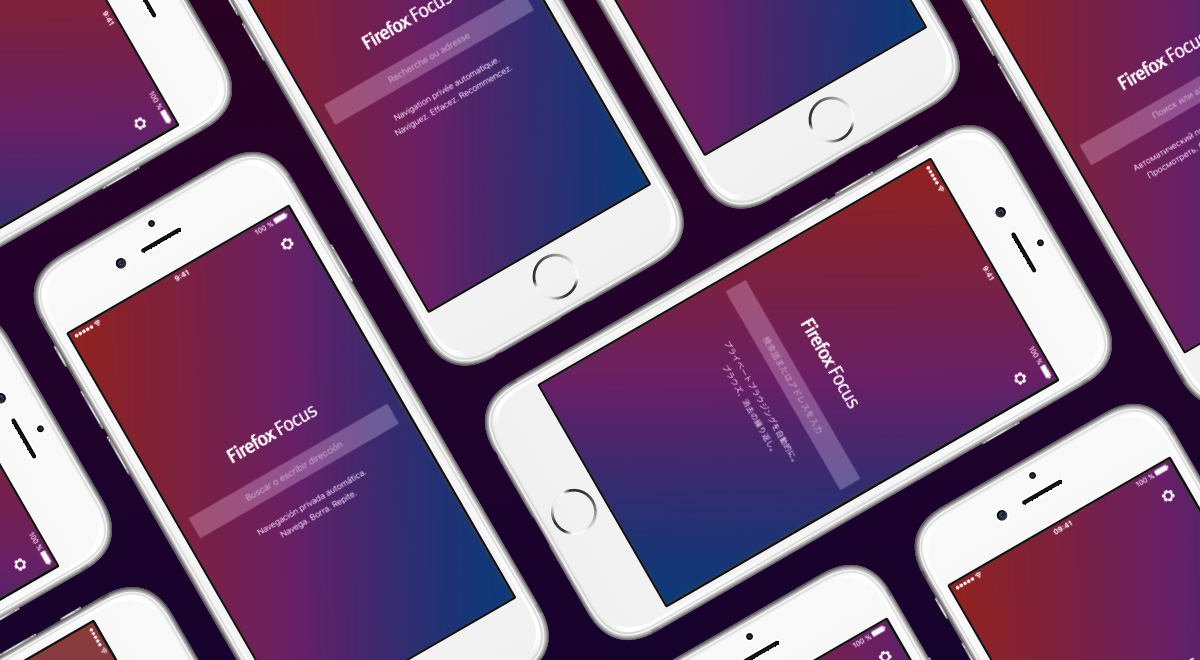 9:41
100 %
Firefox Focus
Recherche ou adresse
Navigation privée automatique.
Naviguez. Effacez. Recommencez.
Firefox Focus
Поиск или
Автоматический
Просмотреть.
100 %
9:41
Firefox Focus
Buscar o escribir dirección
Navegación privada automática.
Navega. Borra. Repite.
9:41
100 %
Firefox Focus
検索語またはアドレスを入力
プライベートブラウジングを自動的に。
ブラウズ、消去の繰り返し。
100 %
100 %
09:41
100 %